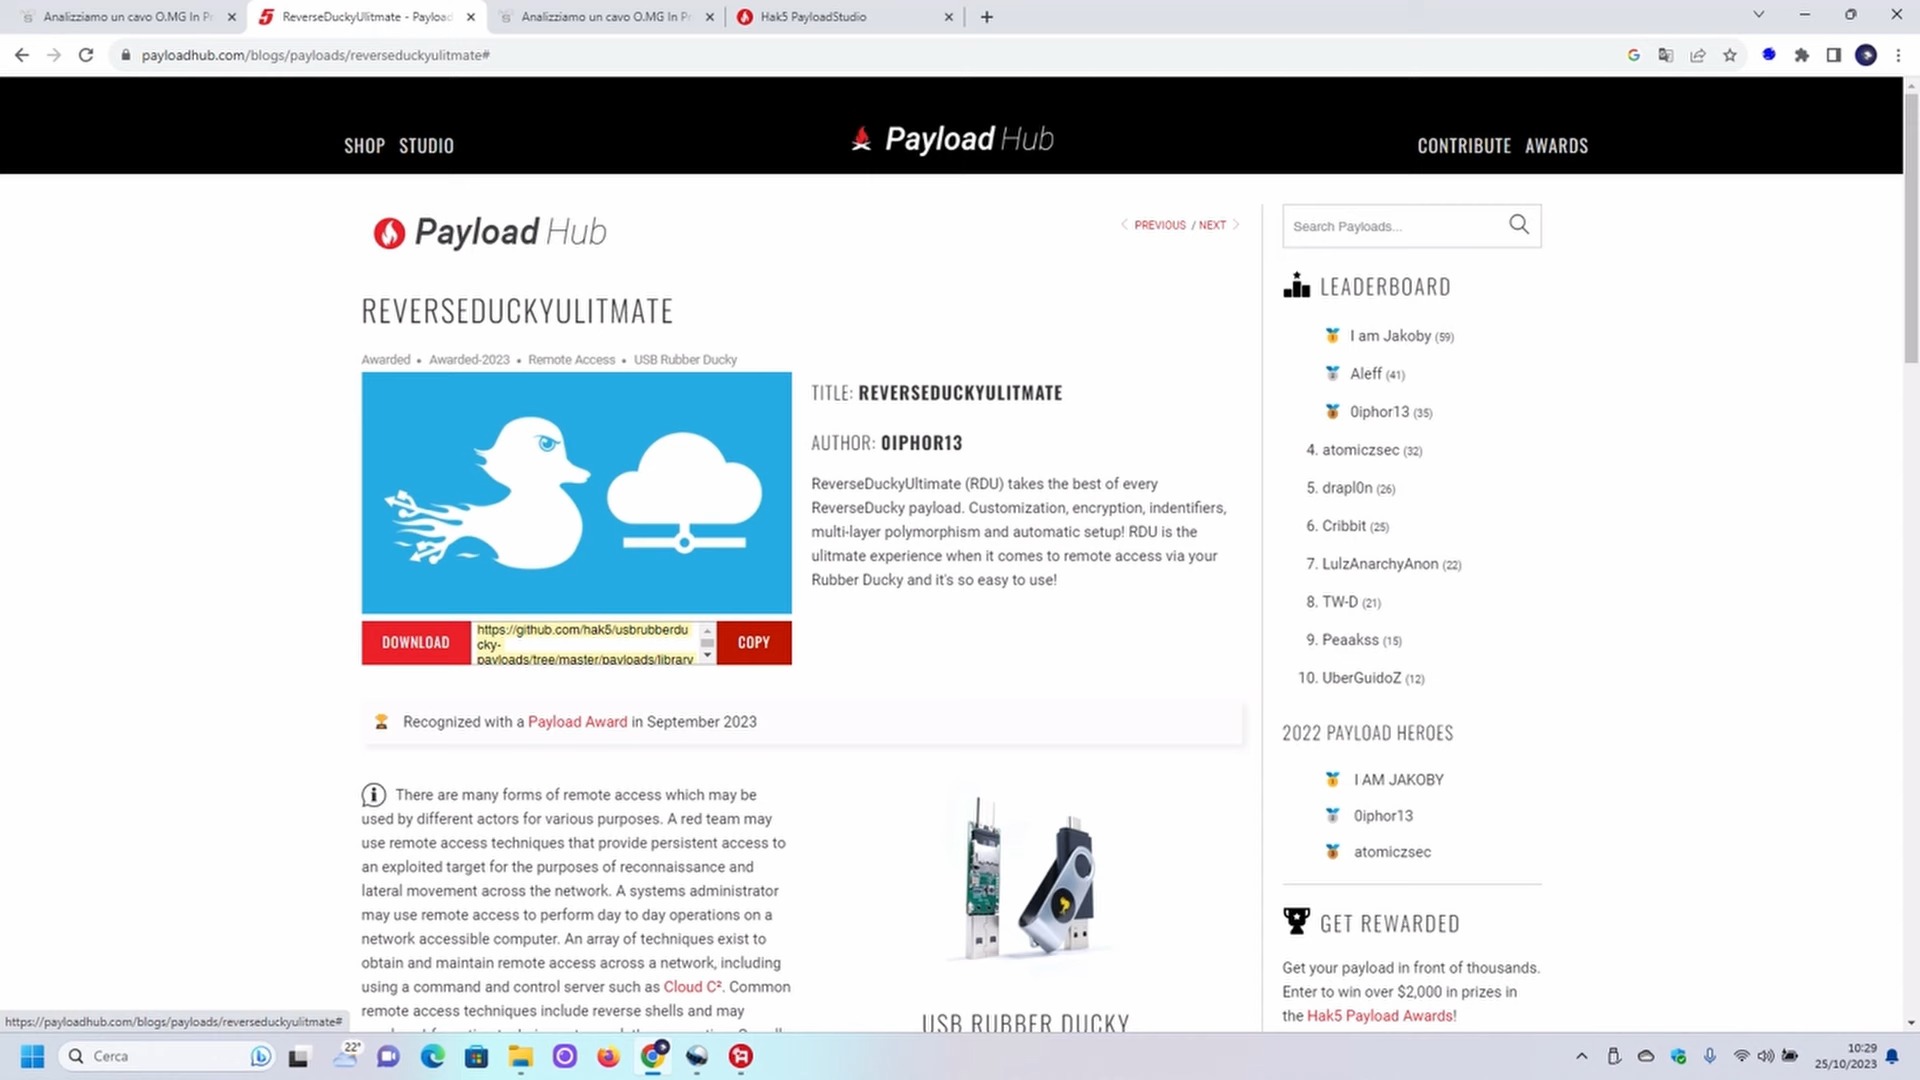 Analizziamo un cavo O.MG In Pr
ReverseDuckyUlitmate - Payload
Analizziamo un cavo O.MG In Pr
Hak5 PayloadStudio
payloadhub.com/blogs/payloads/reverseduckyulitmate#
SHOP STUDIO
Payload Hub
CONTRIBUTE AWARDS
Payload Hub
PREVIOUS / NEXT
REVERSEDUCKYULITMATE
Awarded • Awarded-2023 • Remote Access • USB Rubber Ducky
TITLE: REVERSEDUCKYULITMATE
AUTHOR: 0IPHOR13
ReverseDuckyUltimate (RDU) takes the best of every
ReverseDucky payload. Customization, encryption, indentifiers,
multi-layer polymorphism and automatic setup! RDU is the
ulitmate experience when it comes to remote access via your
Rubber Ducky and it's so easy to use!
DOWNLOAD
https://github.com/hak5/usbrubberdu
cky-
payloads/tree/master/payloads/library
COPY
Recognized with a Payload Award in September 2023
There are many forms of remote access which may be
used by different actors for various purposes. A red team may
use remote access techniques that provide persistent access to
an exploited target for the purposes of reconnaissance and
lateral movement across the network. A systems administrator
may use remote access to perform day to day operations on a
network accessible computer. An array of techniques exist to
obtain and maintain remote access across a network, including
using a command and control server such as Cloud C². Common
remote access techniques include reverse shells and may
USB RUBBER DUCKY
Search Payloads...
LEADERBOARD
I am Jakoby (59)
Aleff (41)
0iphor13 (35)
4. atomiczsec (32)
5. drapl0n (26)
6. Cribbit (25)
7. LulzAnarchyAnon (22)
8. TW-D (21)
9. Peaakss (15)
10. UberGuidoZ (12)
2022 PAYLOAD HEROES
I AM JAKOBY
0iphor13
atomiczsec
GET REWARDED
Get your payload in front of thousands.
Enter to win over $2,000 in prizes in
the Hak5 Payload Awards!
https://payloadhub.com/blogs/payloads/reverseduckyulitmate#
Cerca
22°
10:29
25/10/2023